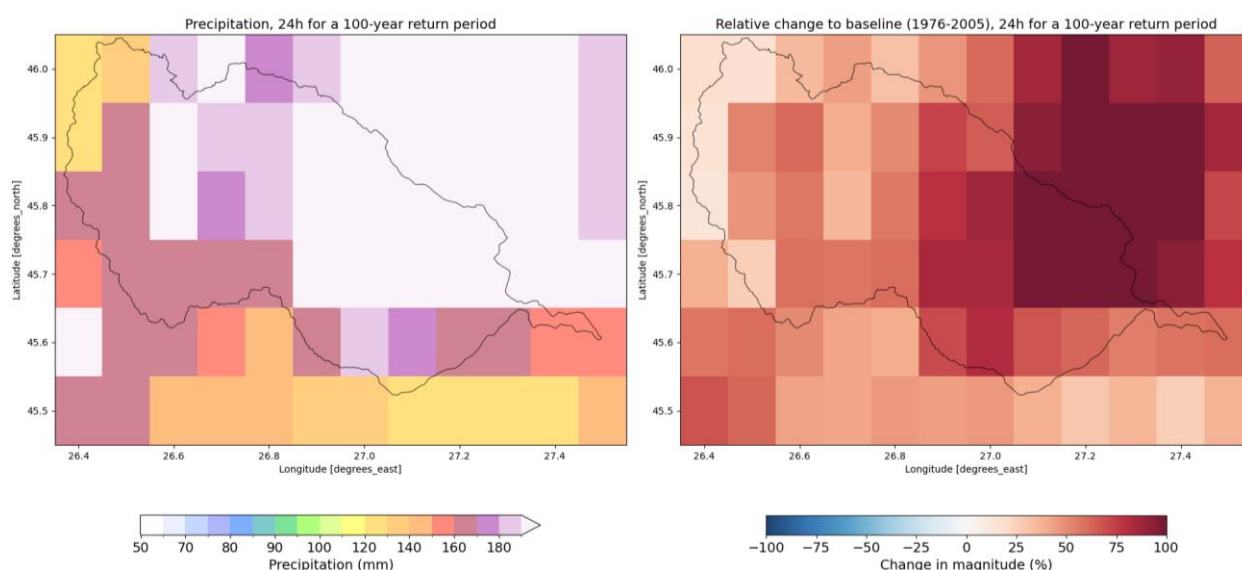 Precipitation, 24h for a 100-year return period
46.0
45.9
45.8
45.7
45.6
45.5
Latitude [degrees_north]
26.4 26.6 26.8 27.0 27.2 27.4
Longitude [degrees_east]
50 70 80 90 110 120 140 160 180
Precipitation (mm)
Relative change to baseline (1976-2005), 24h for a 100-year return period
46.0
45.9
45.8
45.7
45.6
45.5
Latitude [degrees_north]
26.4 26.6 26.8 27.0 27.2 27.4
Longitude [degrees_east]
−100 −75 −50 −25 0 25 50 75 100
Change in magnitude (%)